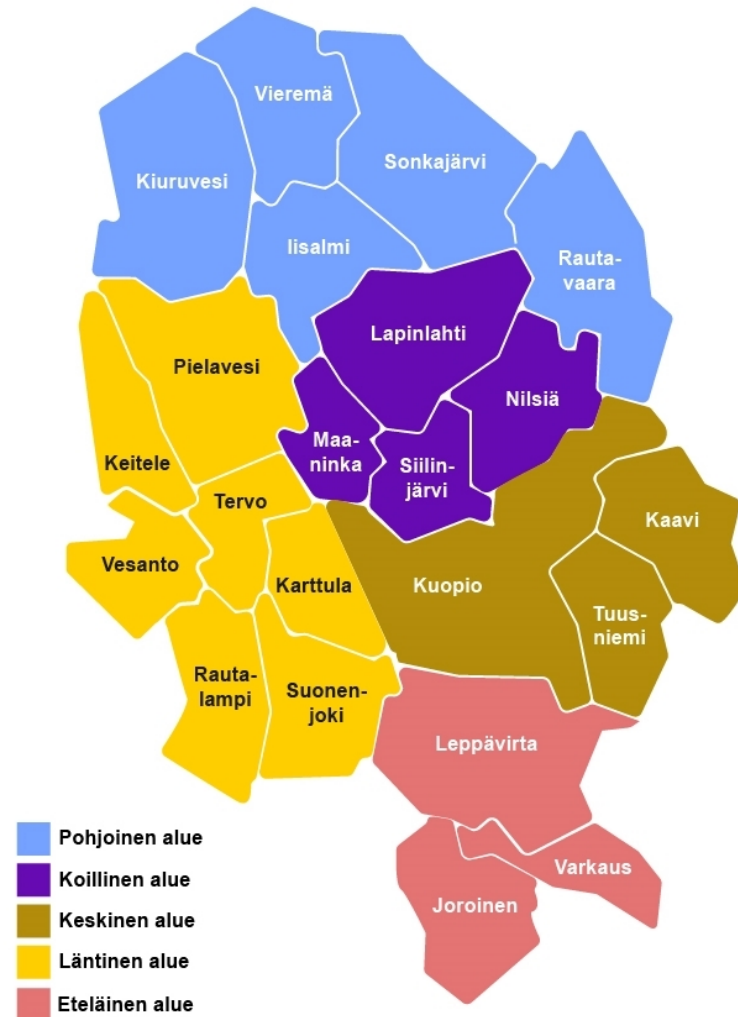 Vieremä
Sonkajärvi
Kiuruvesi
Iisalmi
Rauta-
vaara
Lapinlahti
Pielavesi
Nilsiä
Maa-
ninka
Siilin-
järvi
Keitele
Tervo
Kaavi
Vesanto
Karttula
Kuopio
Tuus-
niemi
Rauta-
lampi
Suonen-
joki
Leppävirta
Varkaus
Joroinen
Pohjoinen alue
Koillinen alue
Keskinen alue
Läntinen alue
Eteläinen alue